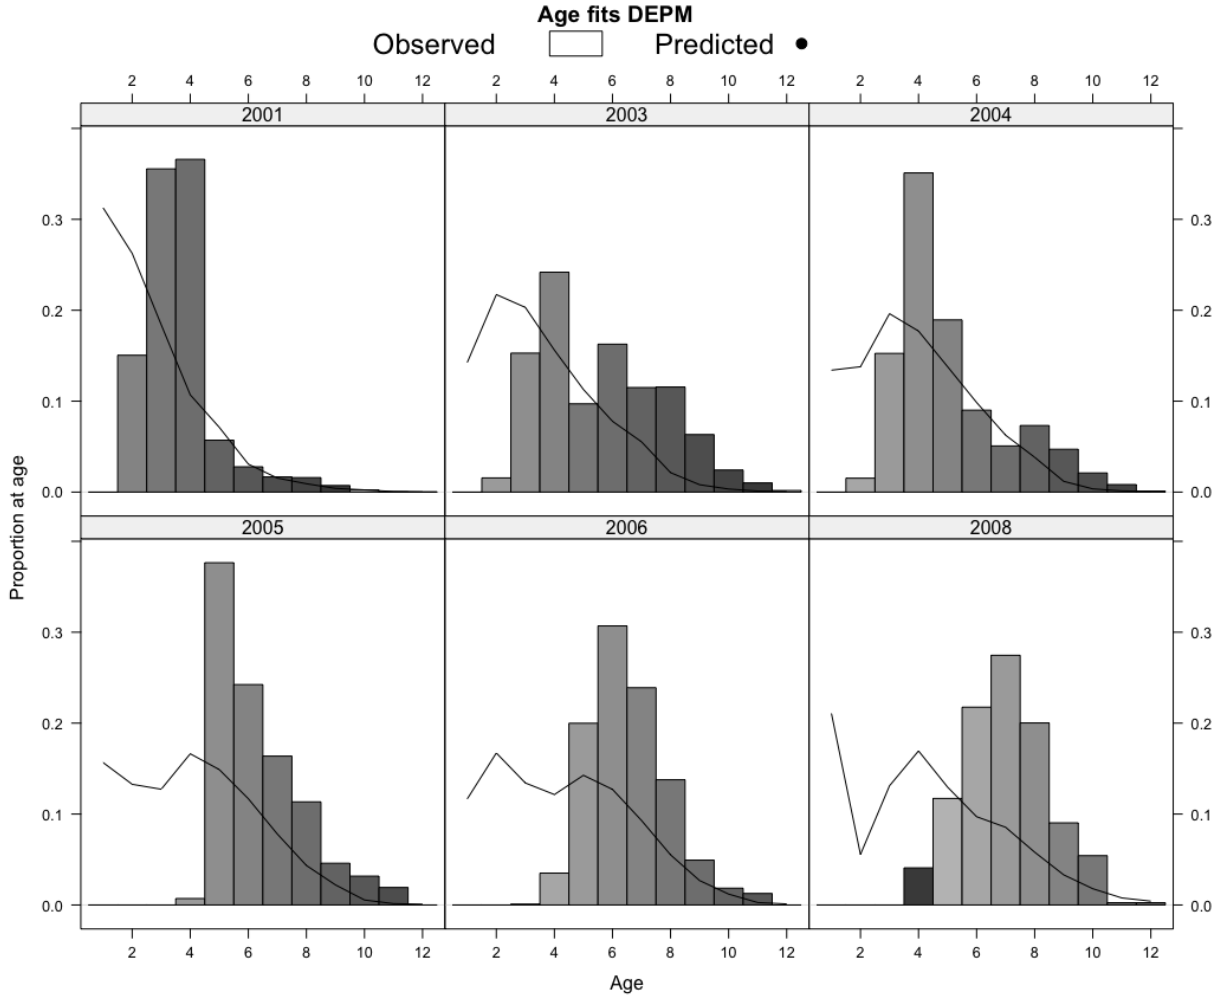 Age fits DEPM
Observed Predicted
2 4 6 8 10 12 2 4 6 8 10 12 2 4 6 8 10 12
2001 2003 2004
0.3 0.3
0.2 0.2
0.1 0.1
0.0 0.0
Proportion at age
2005 2006 2008
0.3 0.3
0.2 0.2
0.1 0.1
0.0 0.0
2 4 6 8 10 12 2 4 6 8 10 12 2 4 6 8 10 12
Age